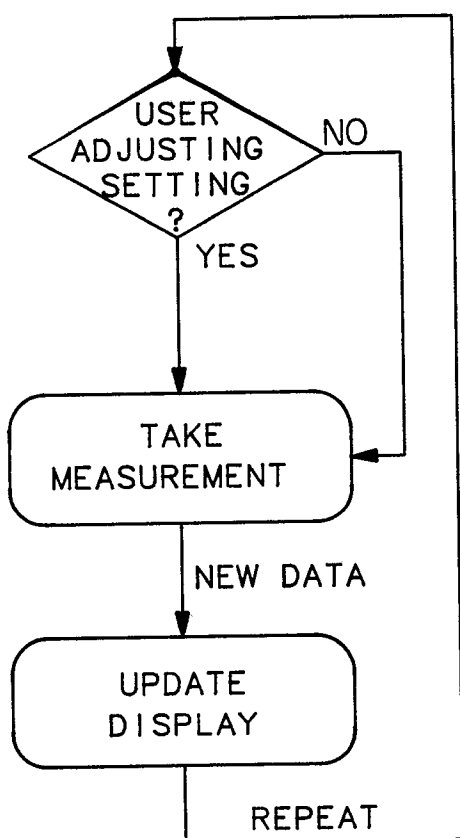 USER
ADJUSTING
SETTING
?
NO
YES
TAKE
MEASUREMENT
NEW DATA
UPDATE
DISPLAY
REPEAT